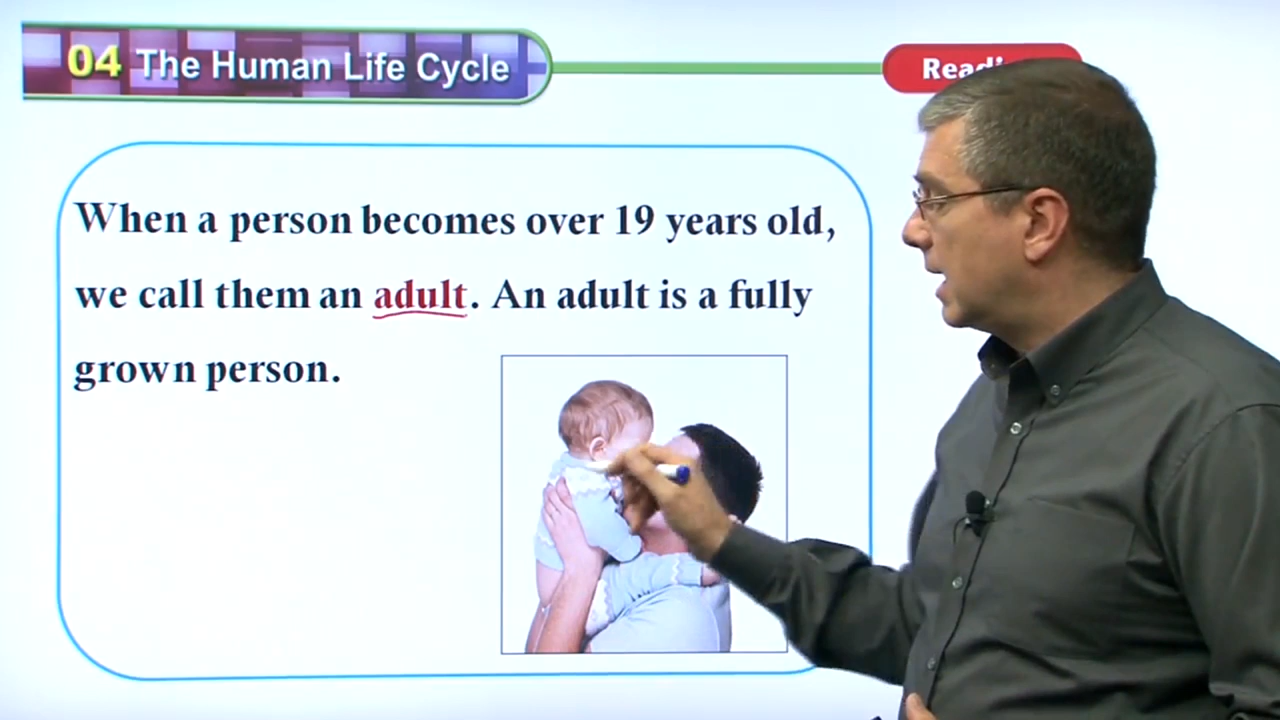 04 The Human Life Cycle
When a person becomes over 19 years old,
we call them an adult. An adult is a fully
grown person.